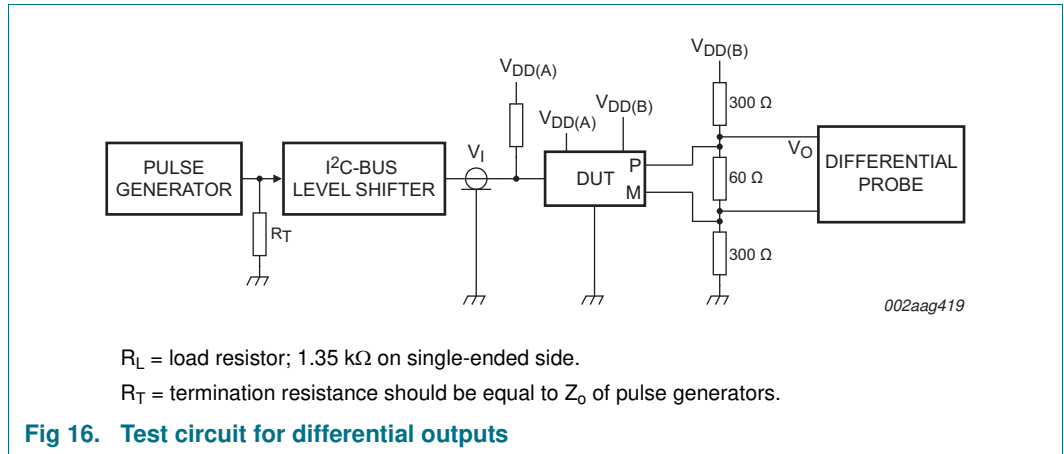 VDD(B)
VDD(A)
300 Ω
VDD(B)
VDD(A)
PULSE
GENERATOR
I2C-BUS
LEVEL SHIFTER
VI
DUT
P
M
VO
60 Ω
DIFFERENTIAL
PROBE
RT
300 Ω
002aag419
RL = load resistor; 1.35 kΩ on single-ended side.
RT = termination resistance should be equal to Zo of pulse generators.
Fig 16. Test circuit for differential outputs